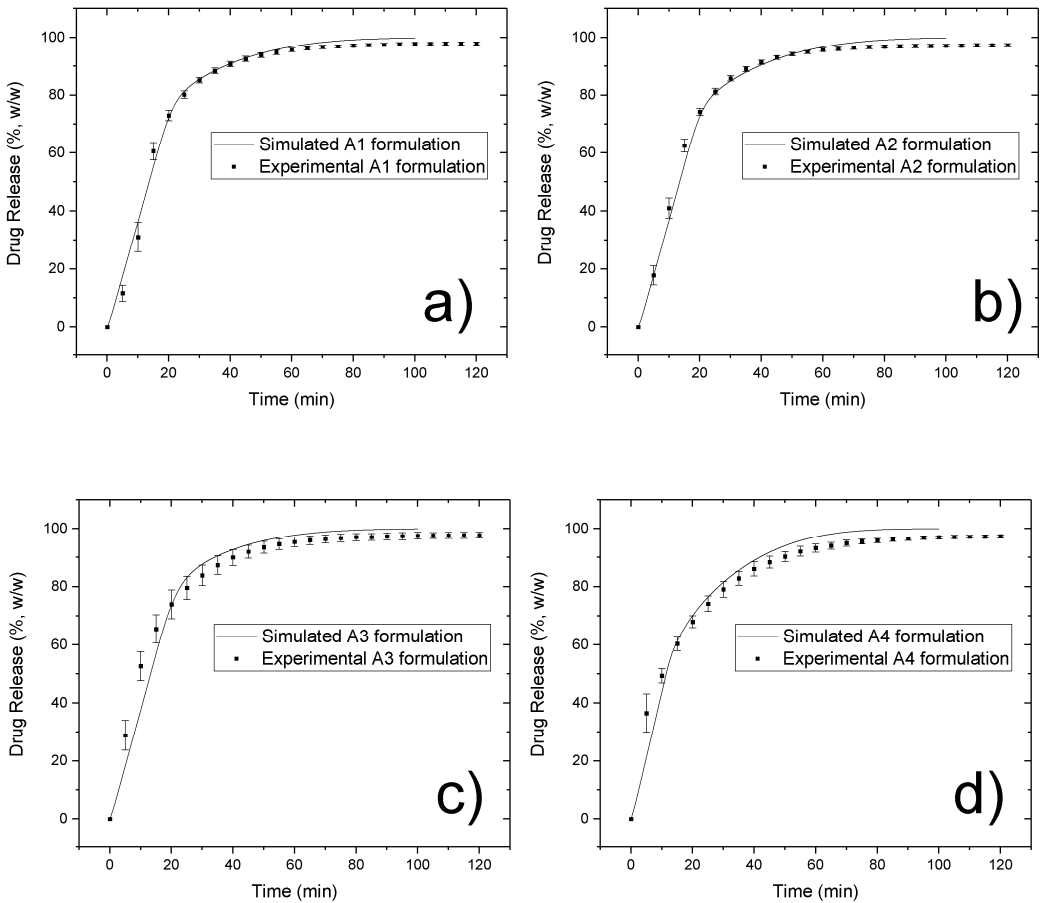 100
80
60
40
20
0
Drug Release (%, w/w)
Simulated A1 formulation
Experimental A1 formulation
a)
0 20 40 60 80 100 120
Time (min)
100
80
60
40
20
0
Drug Release (%, w/w)
Simulated A2 formulation
Experimental A2 formulation
b)
0 20 40 60 80 100 120
Time (min)
100
80
60
40
20
0
Drug Release (%, w/w)
Simulated A3 formulation
Experimental A3 formulation
c)
0 20 40 60 80 100 120
Time (min)
100
80
60
40
20
0
Drug Release (%, w/w)
Simulated A4 formulation
Experimental A4 formulation
d)
0 20 40 60 80 100 120
Time (min)